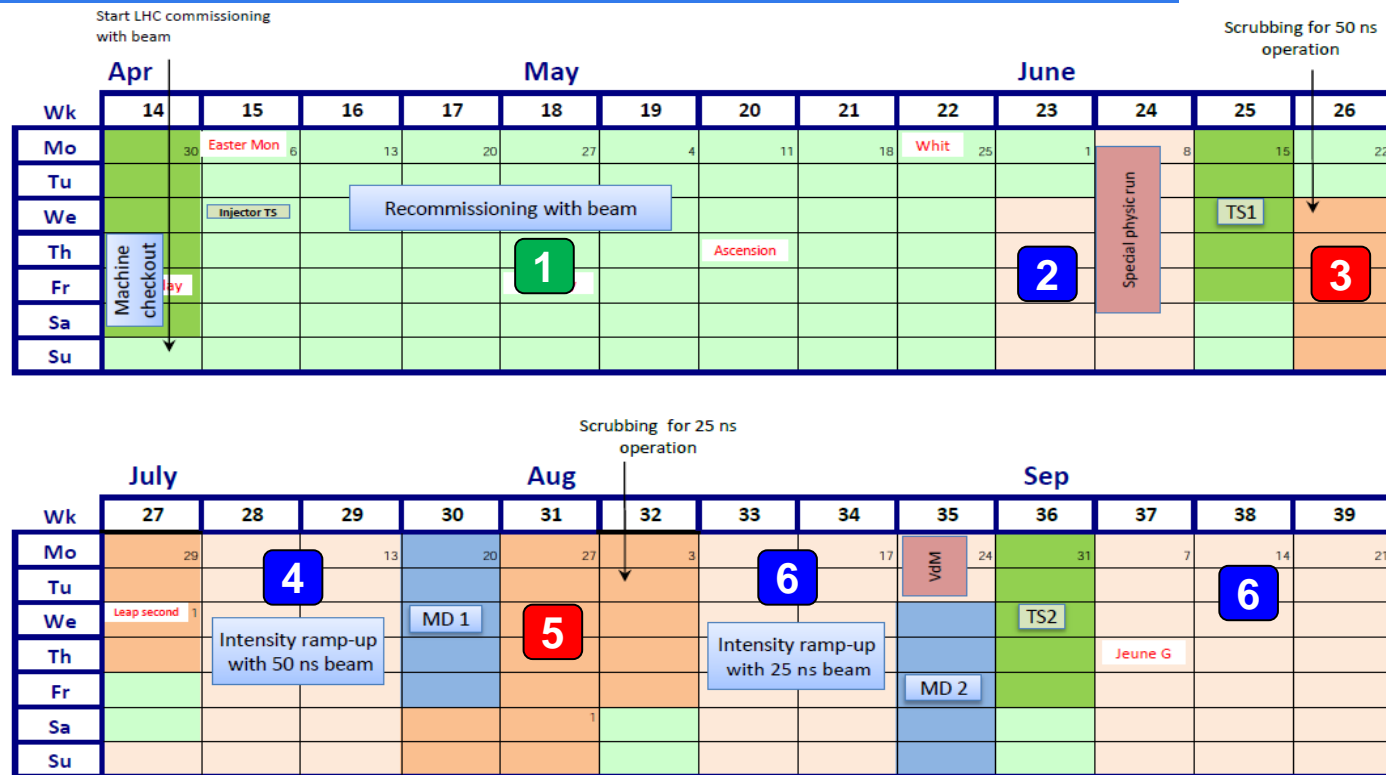 Start LHC commissioning
with beam
Scrubbing for 50 ns
operation
Apr May June
Wk 14 15 16 17 18 19 20 21 22 23 24 25 26
Mo 30 Easter Mon 6 13 20 27 4 11 18 Whit 25 1 8 15 22
Tu
We Injector TS Recommissioning with beam TS1
Th Machine checkout 1 Ascension 2 Special physic run 3
Fr ay
Sa
Su
Scrubbing for 25 ns
operation
July Aug Sep
Wk 27 28 29 30 31 32 33 34 35 36 37 38 39
Mo 29 4 13 20 27 3 6 17 VdM 24 31 7 14 21
Tu 6
We Leap second 1 MD 1 5 TS2
Intensity ramp-up
with 50 ns beam
Intensity ramp-up
with 25 ns beam
Th Jeune G
Fr MD 2
Sa 1
Su